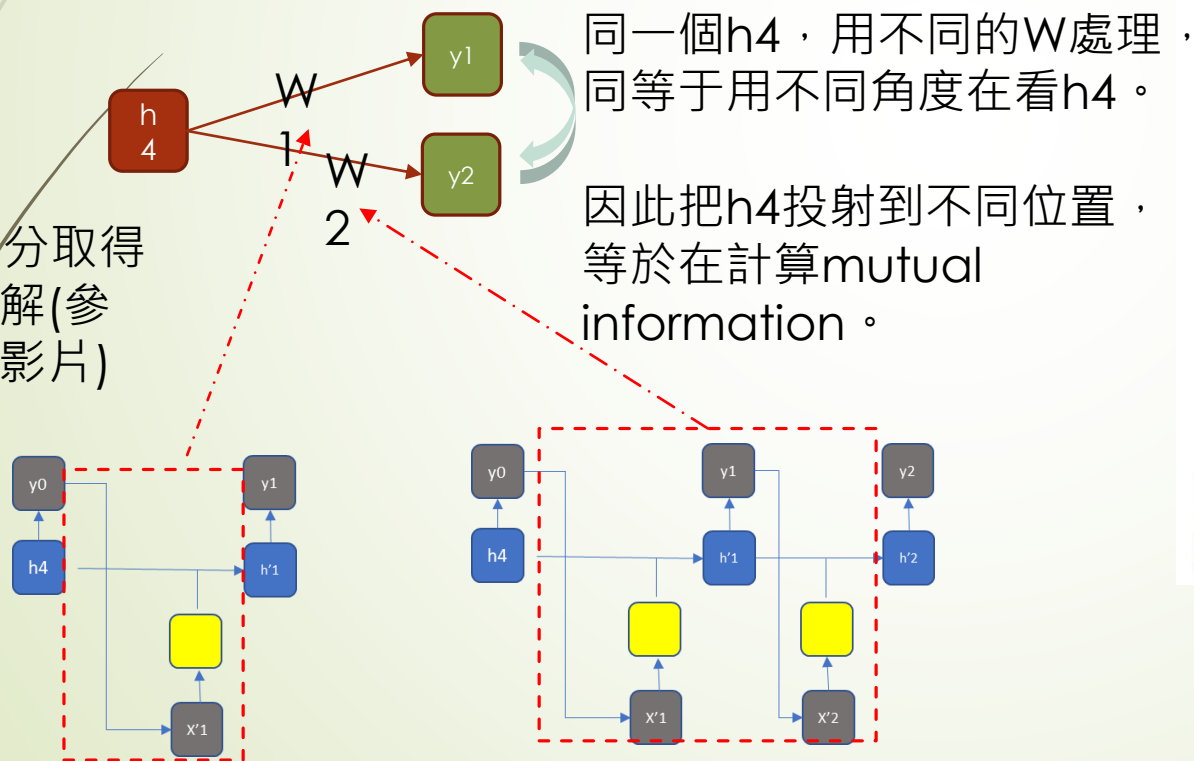 h
4
W
1
W
2
y1
y2
同一個h4，用不同的W處理，
同等于用不同角度在看h4。
因此把h4投射到不同位置，
等於在計算mutual
information。
分取得
解(參
影片)
y0
y1
h4
h'1
X'1
y0
y1
y2
h4
h'1
h'2
X'1
X'2